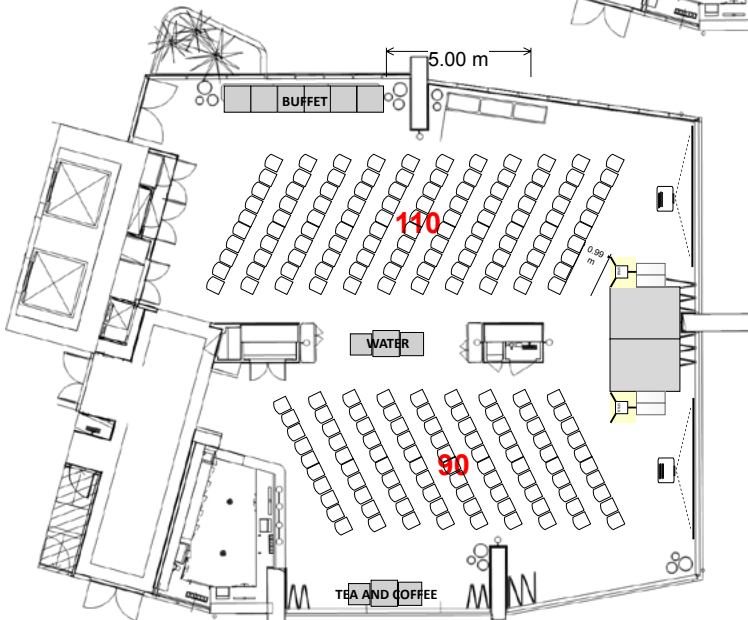 5.00 m
BUFFET
110
0.99
m
WATER
90
TEA AND COFFEE